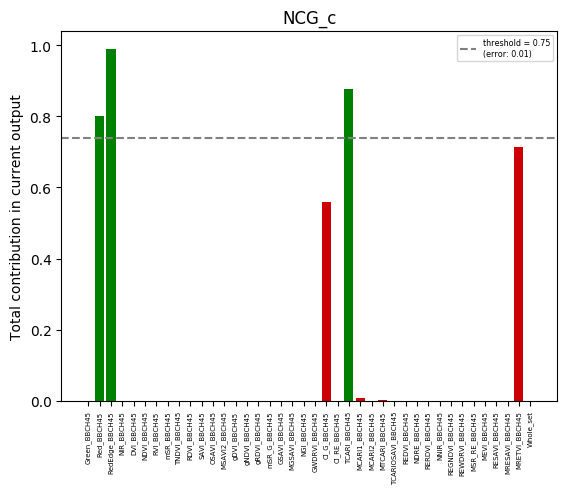 NCG_c
threshold = 0.75
(error: 0.01)
Total contribution in current output
1.0
0.8
0.6
0.4
0.2
0.0
Green_BBCH45
Red_BBCH45
RedEdge_BBCH45
NIR_BBCH45
DVI_BBCH45
NDVI_BBCH45
RVI_BBCH45
mSR_BBCH45
TNDVI_BBCH45
RDVI_BBCH45
SAVI_BBCH45
OSAVI_BBCH45
MSAVI2_BBCH45
gDVI_BBCH45
gNDVI_BBCH45
gRDVI_BBCH45
mSR_G_BBCH45
GSAVI_BBCH45
MGSAVI_BBCH45
NGI_BBCH45
GWDRVI_BBCH45
CI_G_BBCH45
CI_RE_BBCH45
TCARI_BBCH45
MCARI1_BBCH45
MCARI2_BBCH45
MTCARI_BBCH45
TCARIOSAVI_BBCH45
REDVI_BBCH45
NDRE_BBCH45
RERDVI_BBCH45
NNIR_BBCH45
REGNDVI_BBCH45
REWDRVI_BBCH45
MSR_RE_BBCH45
MEVI_BBCH45
RESAVI_BBCH45
MRESAVI_BBCH45
MRETVI_BBCH45
Whole_set